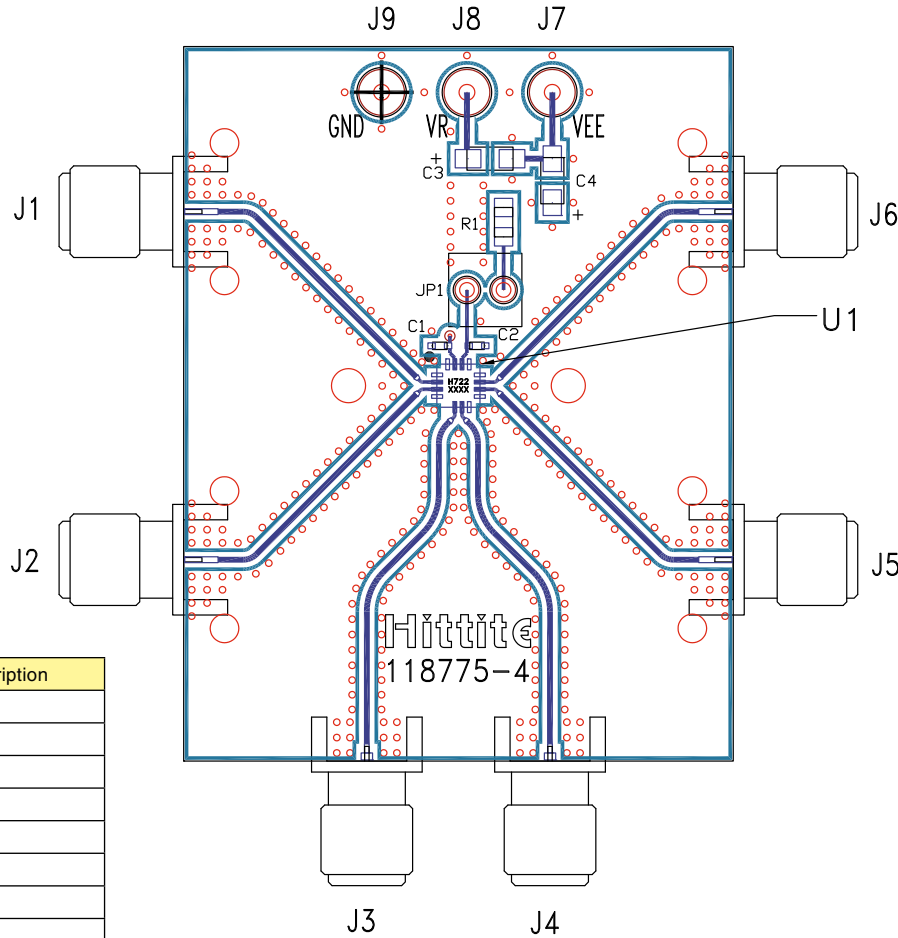 J9 J8 J7
GND VR VEE
+ C3 C4
+
J1 R1 J6
JP1
C1 C2 U1
H722
XXXX
J2 J5
Hittite
118775-4
ription
J3 J4